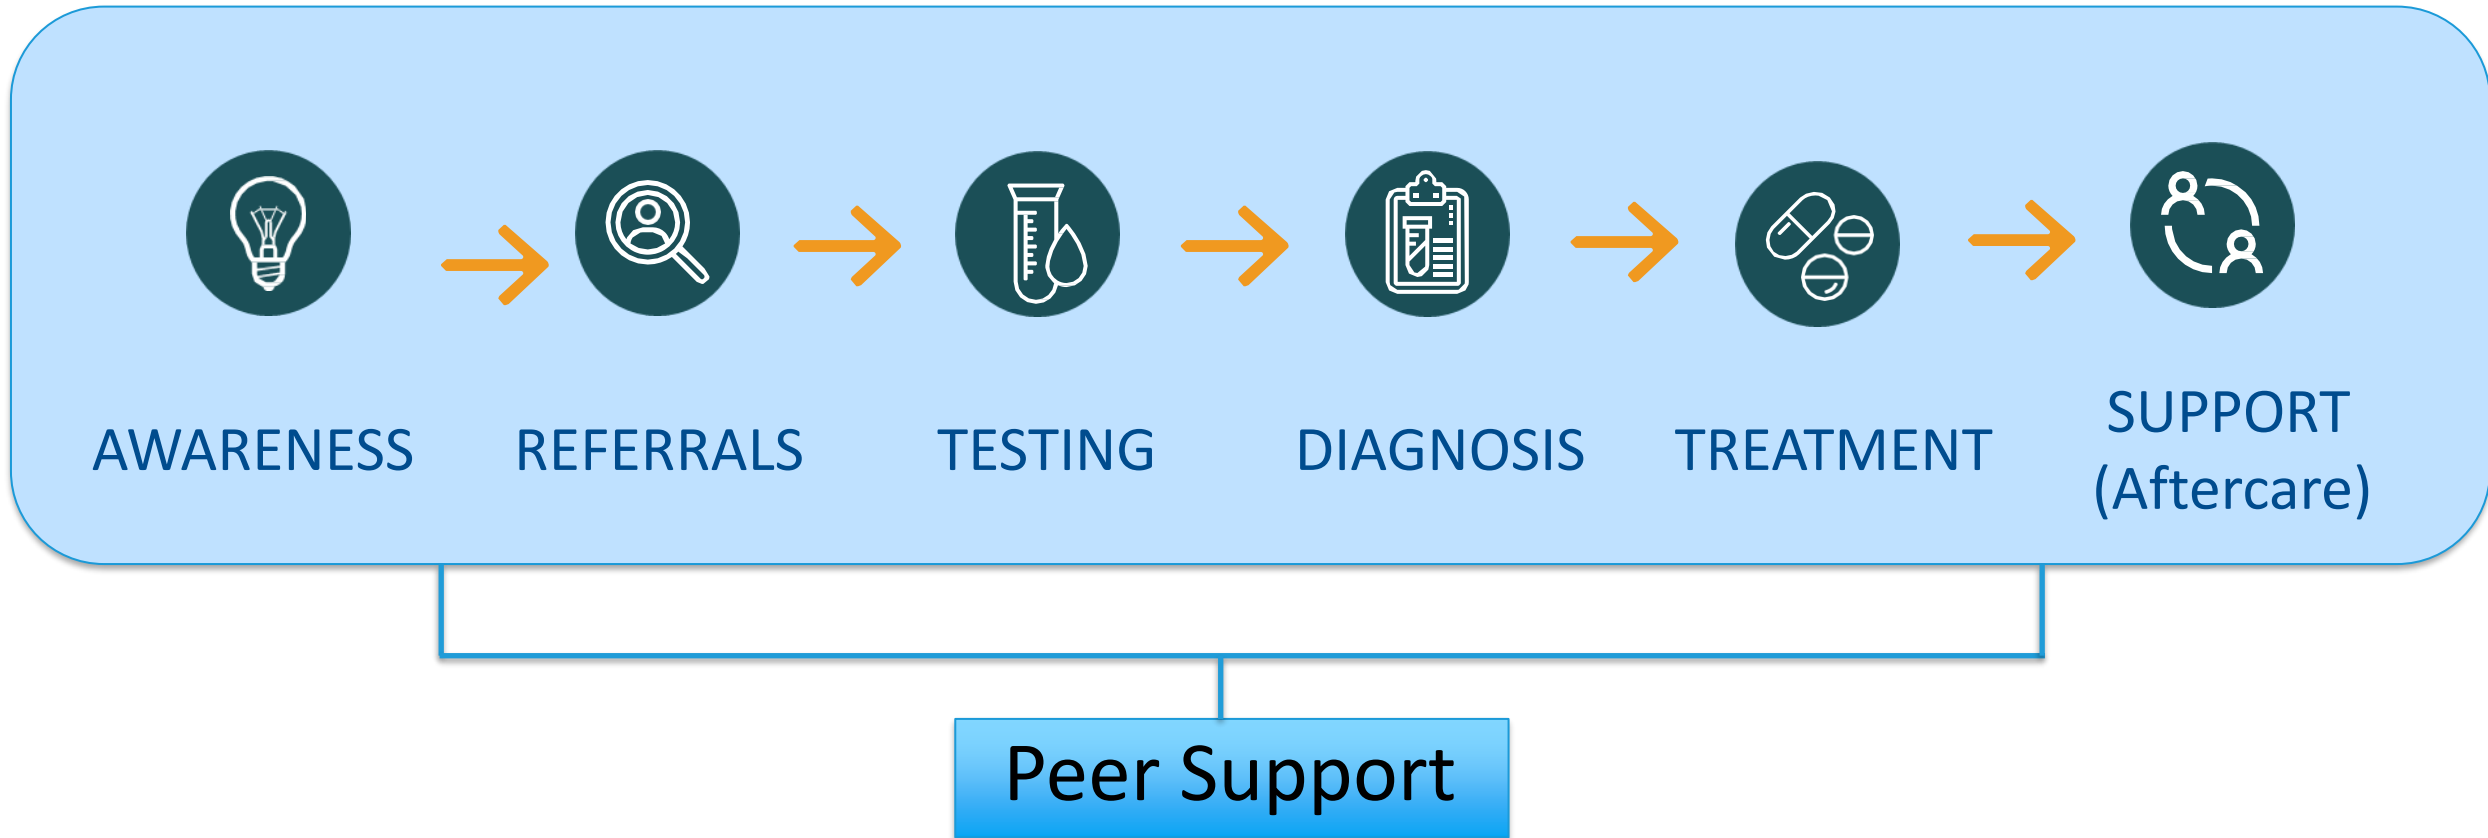 AWARENESS
REFERRALS
TESTING
DIAGNOSIS
TREATMENT
SUPPORT
(Aftercare)
Peer Support